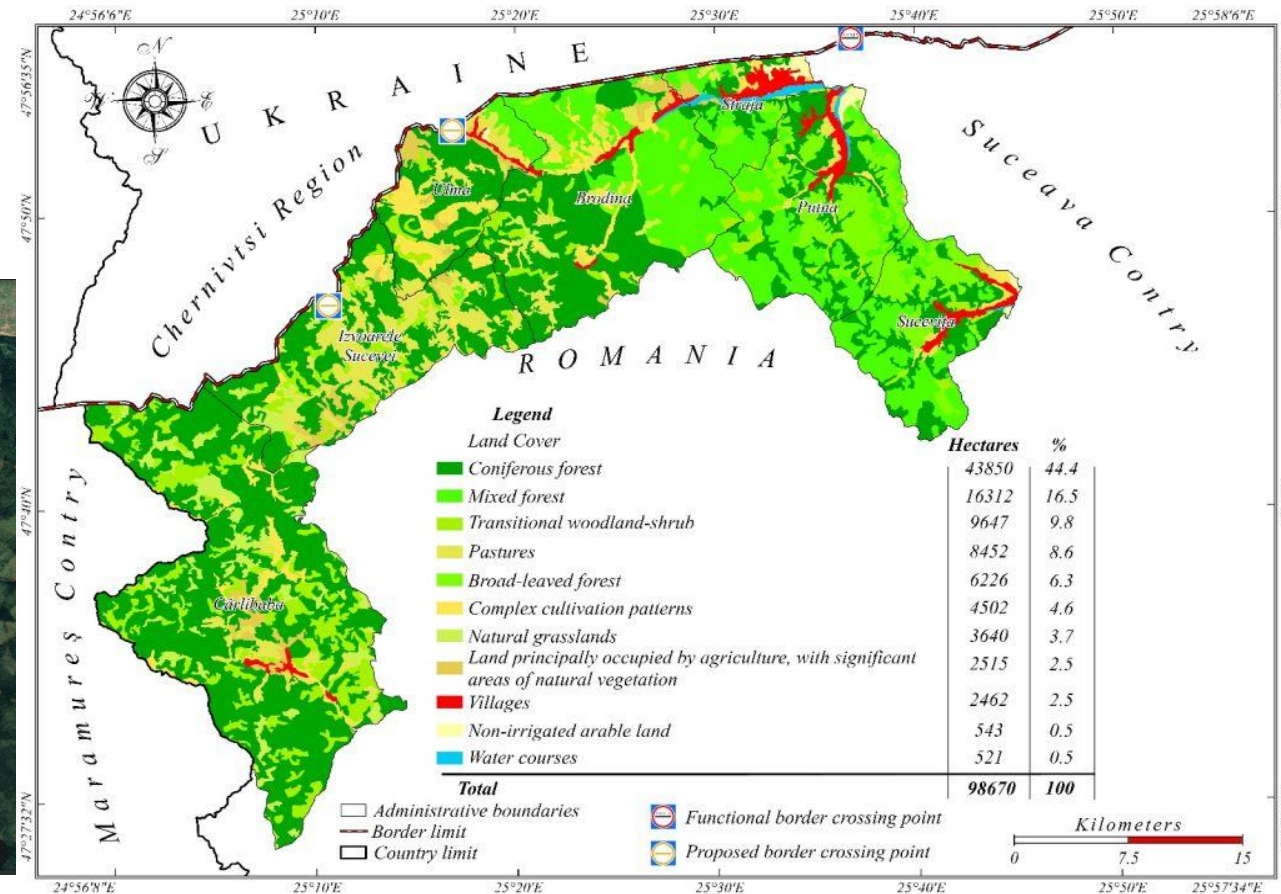 24°56'6"E 25°10'E 25°20'E 25°30'E 25°40'E 25°50'E 25°58'6"E
47°56'35"N
47°50'N
47°40'N
47°27'32"N
N
E
S
UKRAINE
Chernivtsi Region
Suceava Contry
Maramureș Contry
ROMANIA
Straja
Ulma
Brodina
Putna
Izvoarele
Sucevei
Sucevița
Cârlibaba
Legend
Land Cover Hectares %
Coniferous forest 43850 44.4
Mixed forest 16312 16.5
Transitional woodland-shrub 9647 9.8
Pastures 8452 8.6
Broad-leaved forest 6226 6.3
Complex cultivation patterns 4502 4.6
Natural grasslands 3640 3.7
Land principally occupied by agriculture, with significant
areas of natural vegetation 2515 2.5
Villages 2462 2.5
Non-irrigated arable land 543 0.5
Water courses 521 0.5
Total 98670 100
Administrative boundaries
Border limit
Country limit
Functional border crossing point
Proposed border crossing point
Kilometers
0 7.5 15
24°56'8"E 25°10'E 25°20'E 25°30'E 25°40'E 25°50'E 25°57'34"E